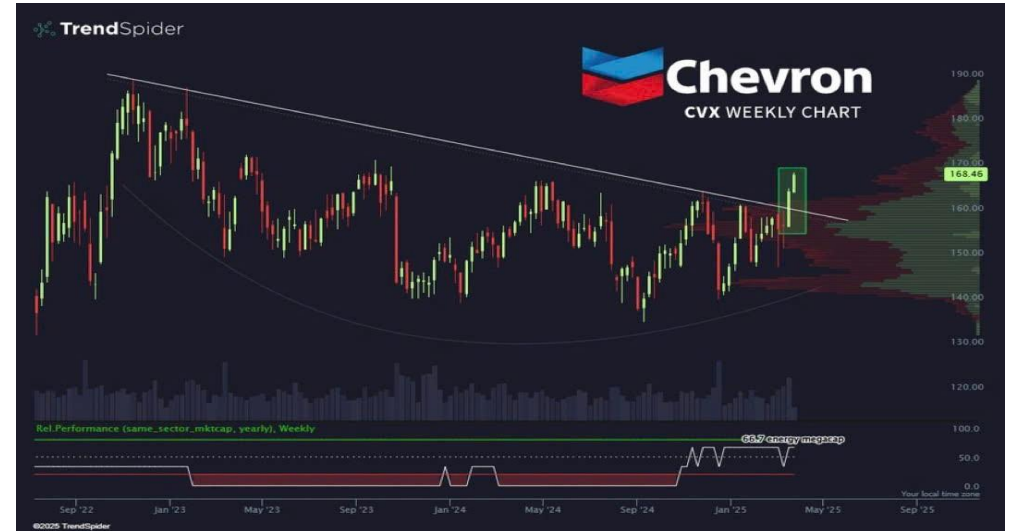 TrendSpider
Chevron
CVX WEEKLY CHART
190.00
180.00
170.00
168.46
160.00
150.00
140.00
130.00
120.00
Rel.Performance (same_sector_mktcap, yearly), Weekly
100.0
66.7 energy megacap
50.0
0.0
Your local time zone
Sep '22
Jan '23
May '23
Sep '23
Jan '24
May '24
Sep '24
Jan '25
May '25
Sep '25
©2025 TrendSpider